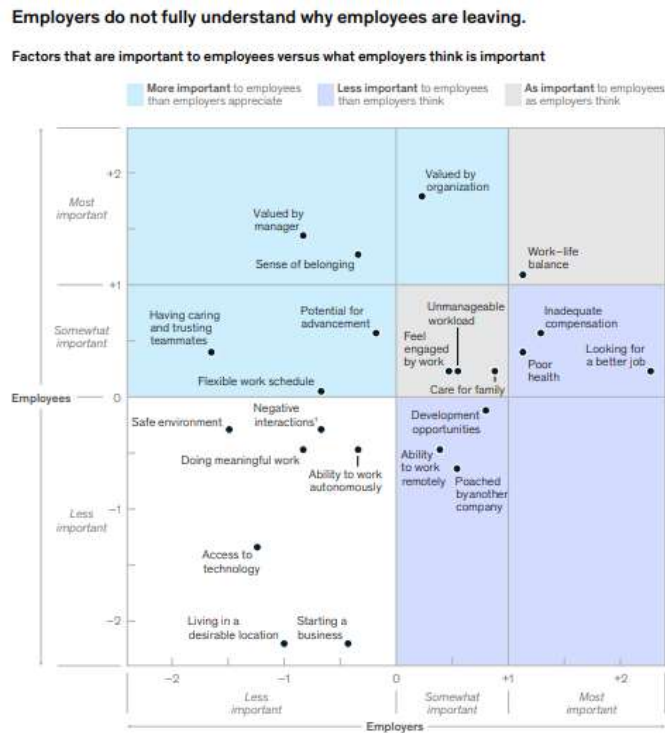 Employers do not fully understand why employees are leaving.
Factors that are important to employees versus what employers think is important
More important to employees
than employers appreciate
Less important to employees
than employers think
As important to employees
as employers think
+2
Most
important
Valued by
organization
Valued by
manager
Sense of belonging
Work–life
balance
+1
Somewhat
important
Having caring
and trusting
teammates
Potential for
advancement
Flexible work schedule
Unmanageable
workload
Feel
engaged
by work
Care for family
Inadequate
compensation
Poor
health
Looking for
a better job
Employees
0
Safe environment
Negative
interactions¹
Doing meaningful work
Ability to work
autonomously
Development
opportunities
Ability
to work
remotely
Poached
byanother
company
–1
Less
important
Access to
technology
–2
Living in a
desirable location
Starting a
business
–2
–1
0
+1
+2
Less
important
Somewhat
important
Most
important
Employers